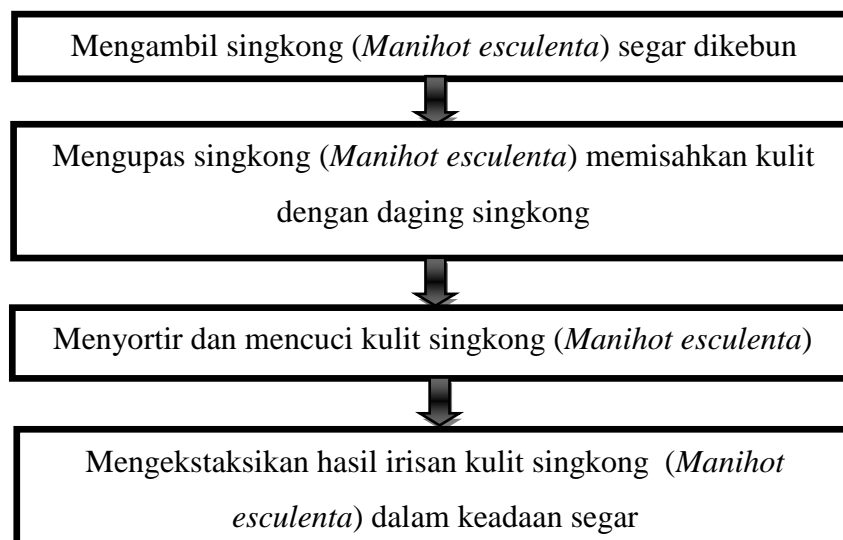 Mengambil singkong (Manihot esculenta) segar dikebun
Mengupas singkong (Manihot esculenta) memisahkan kulit
dengan daging singkong
Menyortir dan mencuci kulit singkong (Manihot esculenta)
Mengekstaksikan hasil irisan kulit singkong (Manihot
esculenta) dalam keadaan segar